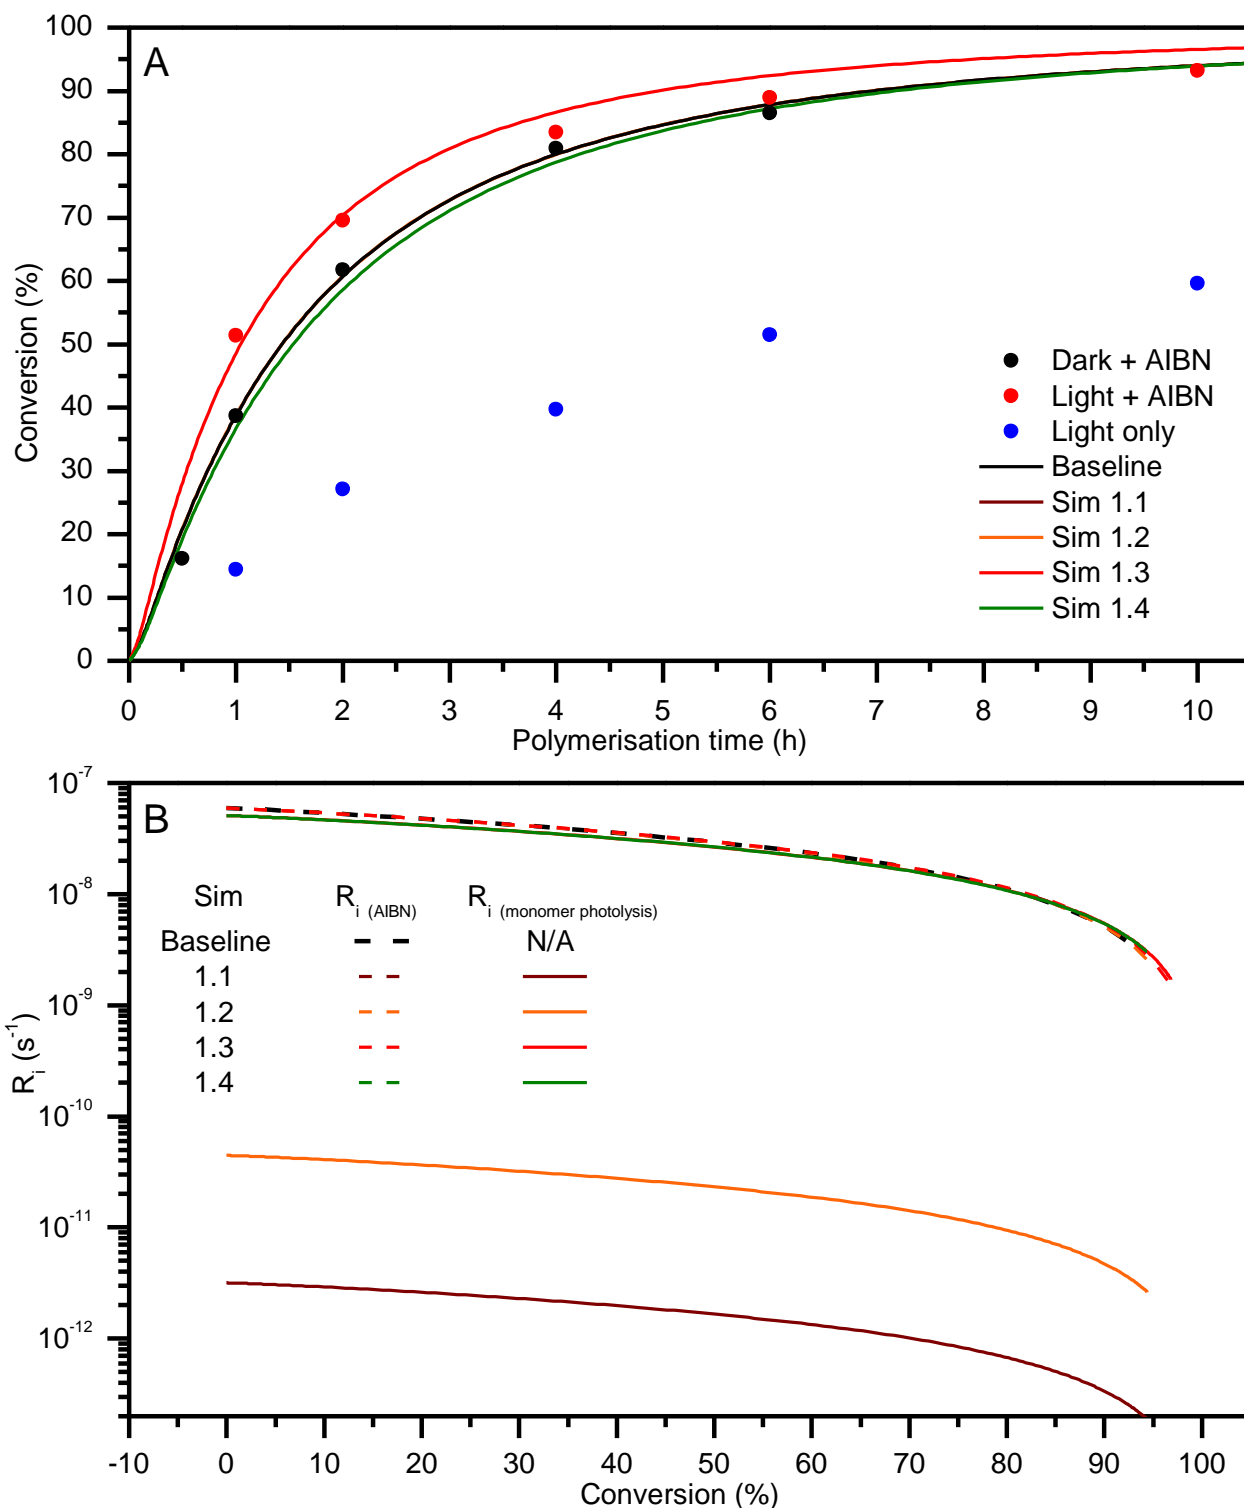 A
100
90
80
70
60
50
40
30
20
10
0
Conversion (%)
Dark + AIBN
Light + AIBN
Light only
Baseline
Sim 1.1
Sim 1.2
Sim 1.3
Sim 1.4
0 1 2 3 4 5 6 7 8 9 10
Polymerisation time (h)
B
10^-7
10^-8
10^-9
10^-10
10^-11
10^-12
R_i (s^-1)
Sim R_i (AIBN) R_i (monomer photolysis)
Baseline N/A
1.1
1.2
1.3
1.4
-10 0 10 20 30 40 50 60 70 80 90 100
Conversion (%)